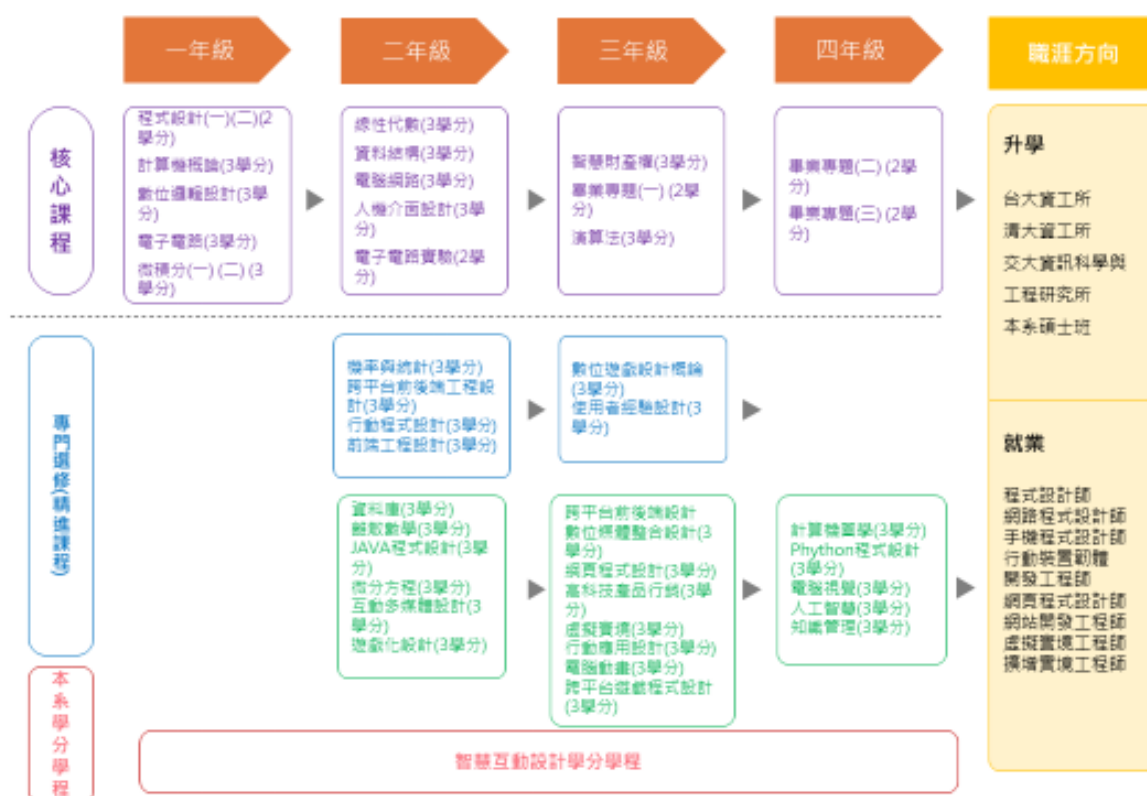 一年級
二年級
三年級
四年級
職涯方向
核心課程
程式設計(一)(二)(2
學分)
計算機概論(3學分)
數位邏輯設計(3學
分)
電子電路(3學分)
微積分(一) (二) (3
學分)
線性代數(3學分)
資料結構(3學分)
電腦網路(3學分)
人機介面設計(3學
分)
電子電路實驗(2學
分)
智慧財產權(3學分)
畢業專題(一) (2學
分)
演算法(3學分)
畢業專題(二) (2學
分)
畢業專題(三) (2學
分)
升學
台大資工所
清大資工所
交大資訊科學與
工程研究所
本系碩士班
專門選修(精進課程)
機率與統計(3學分)
跨平台前後端工程設
計(3學分)
行動程式設計(3學分)
前端工程設計(3學分)
數位遊戲設計概論
(3學分)
使用者經驗設計(3
學分)
資料庫(3學分)
離散數學(3學分)
JAVA程式設計(3學
分)
微分方程(3學分)
互動多媒體設計(3
學分)
遊戲化設計(3學分)
跨平台前後端設計
數位媒體整合設計(3
學分)
網頁程式設計(3學分)
高科技產品行銷(3學
分)
虛擬實境(3學分)
行動應用設計(3學分)
電腦動畫(3學分)
跨平台遊戲程式設計
(3學分)
計算機圖學(3學分)
Phython程式設計
(3學分)
電腦視覺(3學分)
人工智慧(3學分)
知識管理(3學分)
就業
程式設計師
網路程式設計師
手機程式設計師
行動裝置韌體
開發工程師
網頁程式設計師
網站開發工程師
虛擬實境工程師
擴增實境工程師
本系學分學程
智慧互動設計學分學程